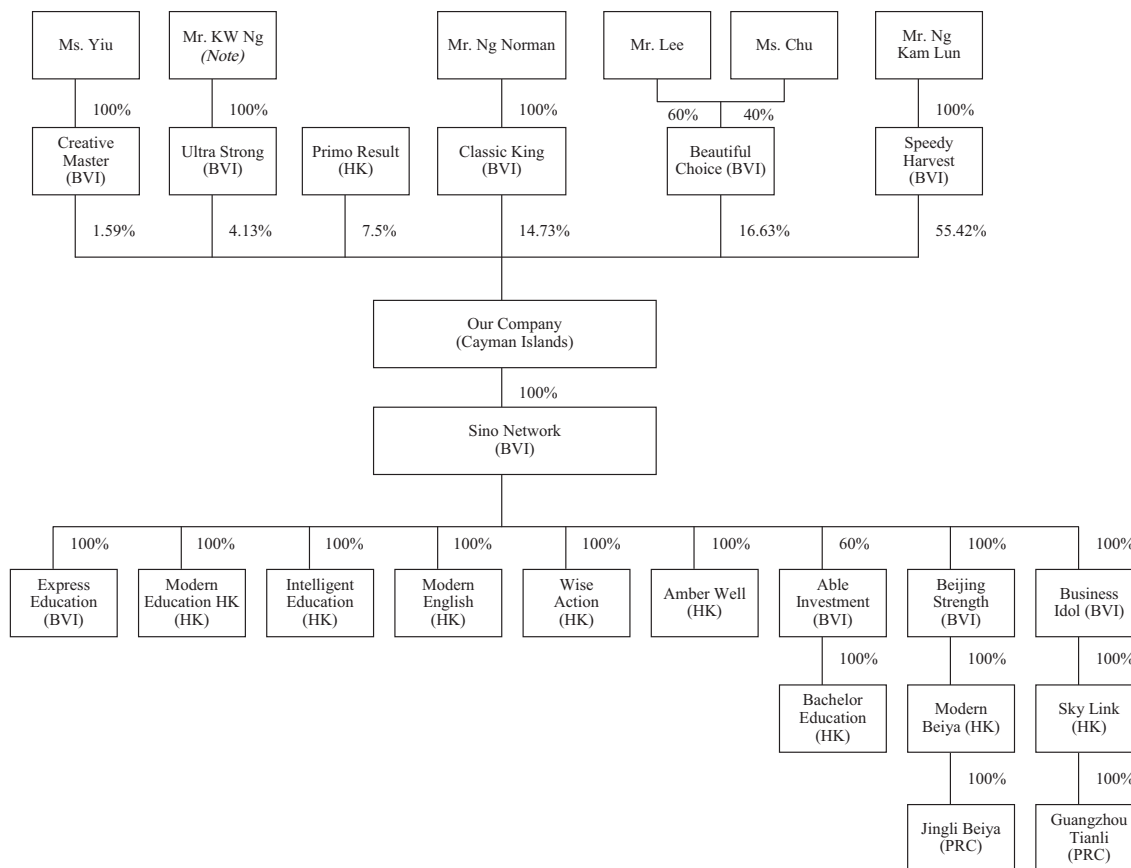 Ms. Yiu
Mr. KW Ng
(Note)
Mr. Ng Norman
Mr. Lee
Ms. Chu
Mr. Ng
Kam Lun
100%
100%
100%
60%
40%
100%
Creative
Master
(BVI)
Ultra Strong
(BVI)
Primo Result
(HK)
Classic King
(BVI)
Beautiful
Choice (BVI)
Speedy
Harvest
(BVI)
1.59%
4.13%
7.5%
14.73%
16.63%
55.42%
Our Company
(Cayman Islands)
100%
Sino Network
(BVI)
100%
100%
100%
100%
100%
100%
60%
100%
100%
Express
Education
(BVI)
Modern
Education HK
(HK)
Intelligent
Education
(HK)
Modern
English
(HK)
Wise
Action
(HK)
Amber Well
(HK)
Able
Investment
(BVI)
Beijing
Strength
(BVI)
Business
Idol (BVI)
100%
100%
100%
Bachelor
Education
(HK)
Modern
Beiya (HK)
Sky Link
(HK)
100%
100%
Jingli Beiya
(PRC)
Guangzhou
Tianli
(PRC)